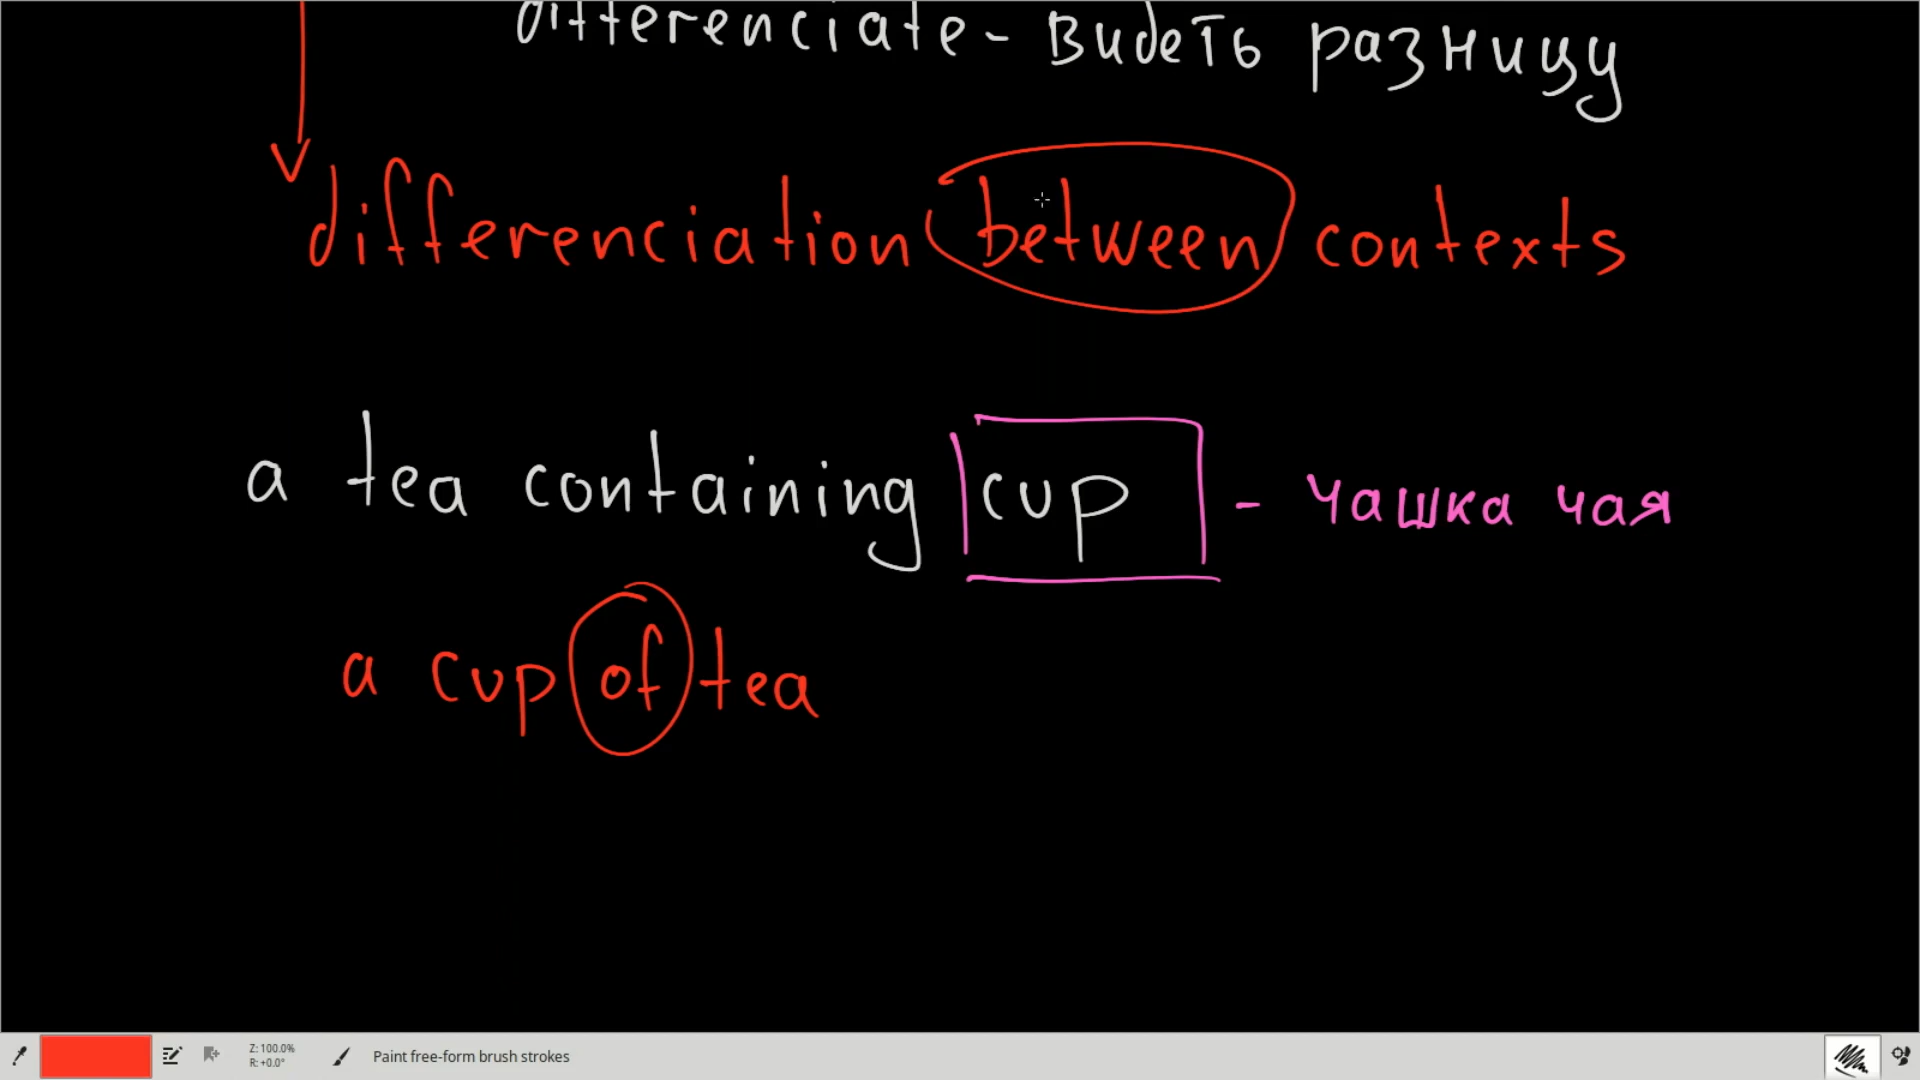 differenciate - видеть разницу
differenciation between contexts
a tea containing cup - чашка чая
a cup of tea
Z: 100.0%
R: +0.0°
Paint free-form brush strokes